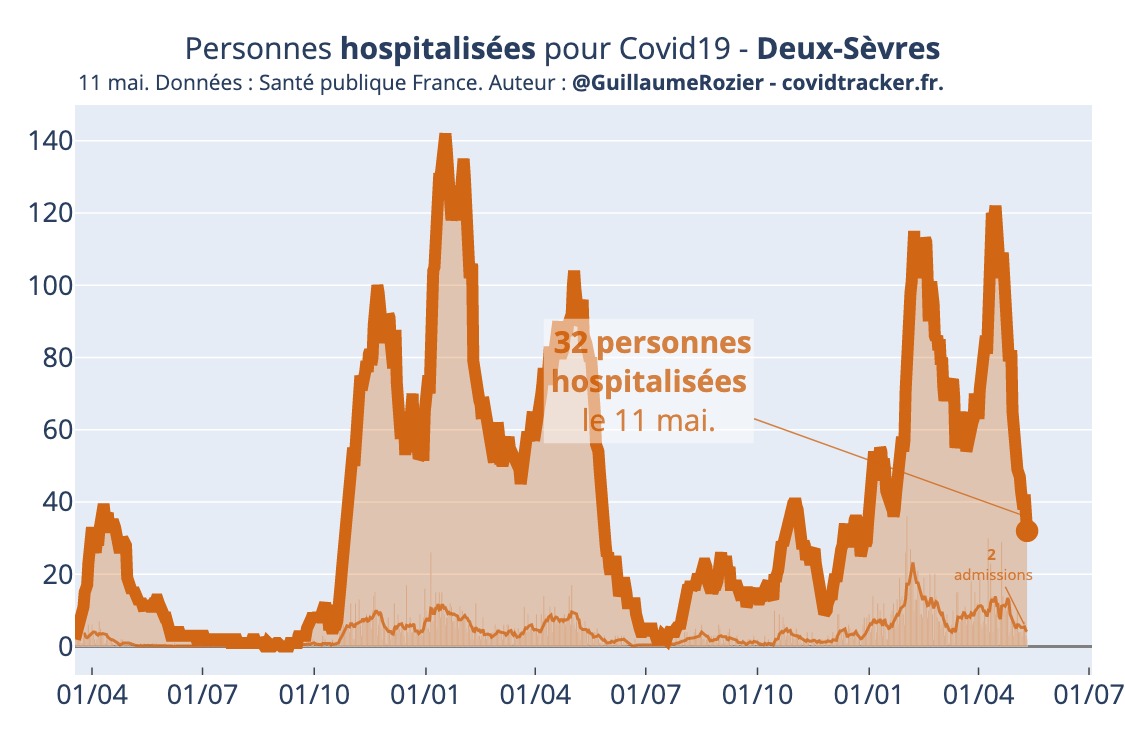 Personnes hospitalisées pour Covid19 - Deux-Sèvres
11 mai. Données : Santé publique France. Auteur : @GuillaumeRozier - covidtracker.fr.
140
120
100
80
60
40
20
0
32 personnes
hospitalisées
le 11 mai.
2
admissions
01/04 01/07 01/10 01/01 01/04 01/07 01/10 01/01 01/04 01/07